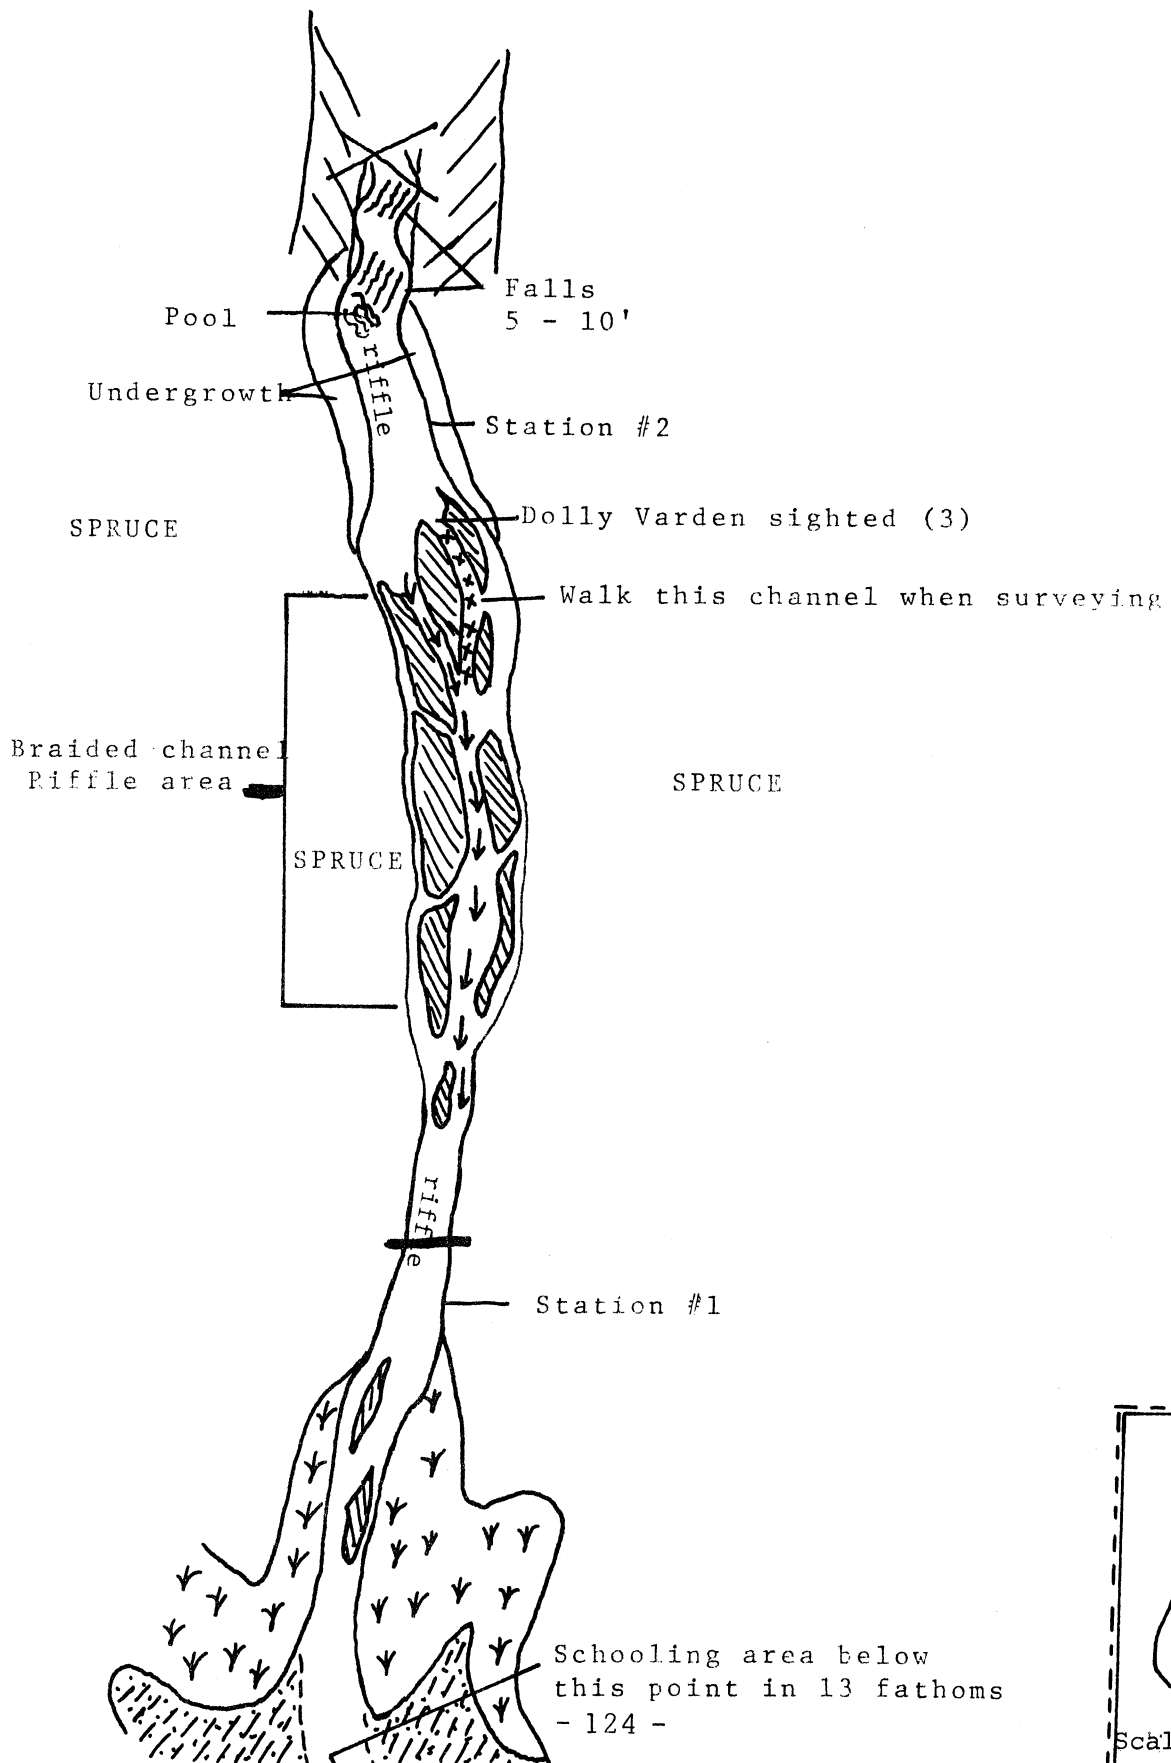 Falls
5 - 10'
Pool
riffle
Undergrowth
Station #2
Dolly Varden sighted (3)
SPRUCE
Walk this channel when surveying
Braided channel
Riffle area
SPRUCE
SPRUCE
riffle
Station #1
Schooling area below
this point in 13 fathoms
- 124 -